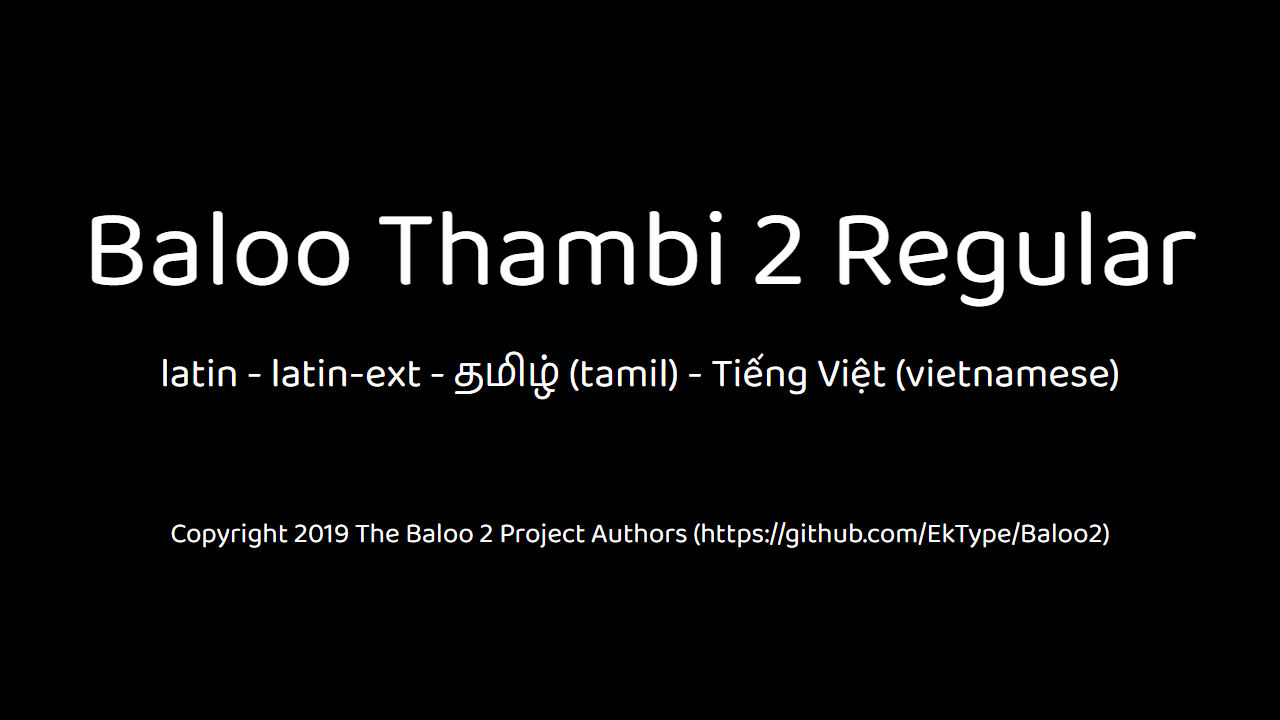 Baloo Thambi 2 Regular
latin - latin-ext - தமிழ் (tamil) - Tiếng Việt (vietnamese)
Copyright 2019 The Baloo 2 Project Authors (https://github.com/EkType/Baloo2)